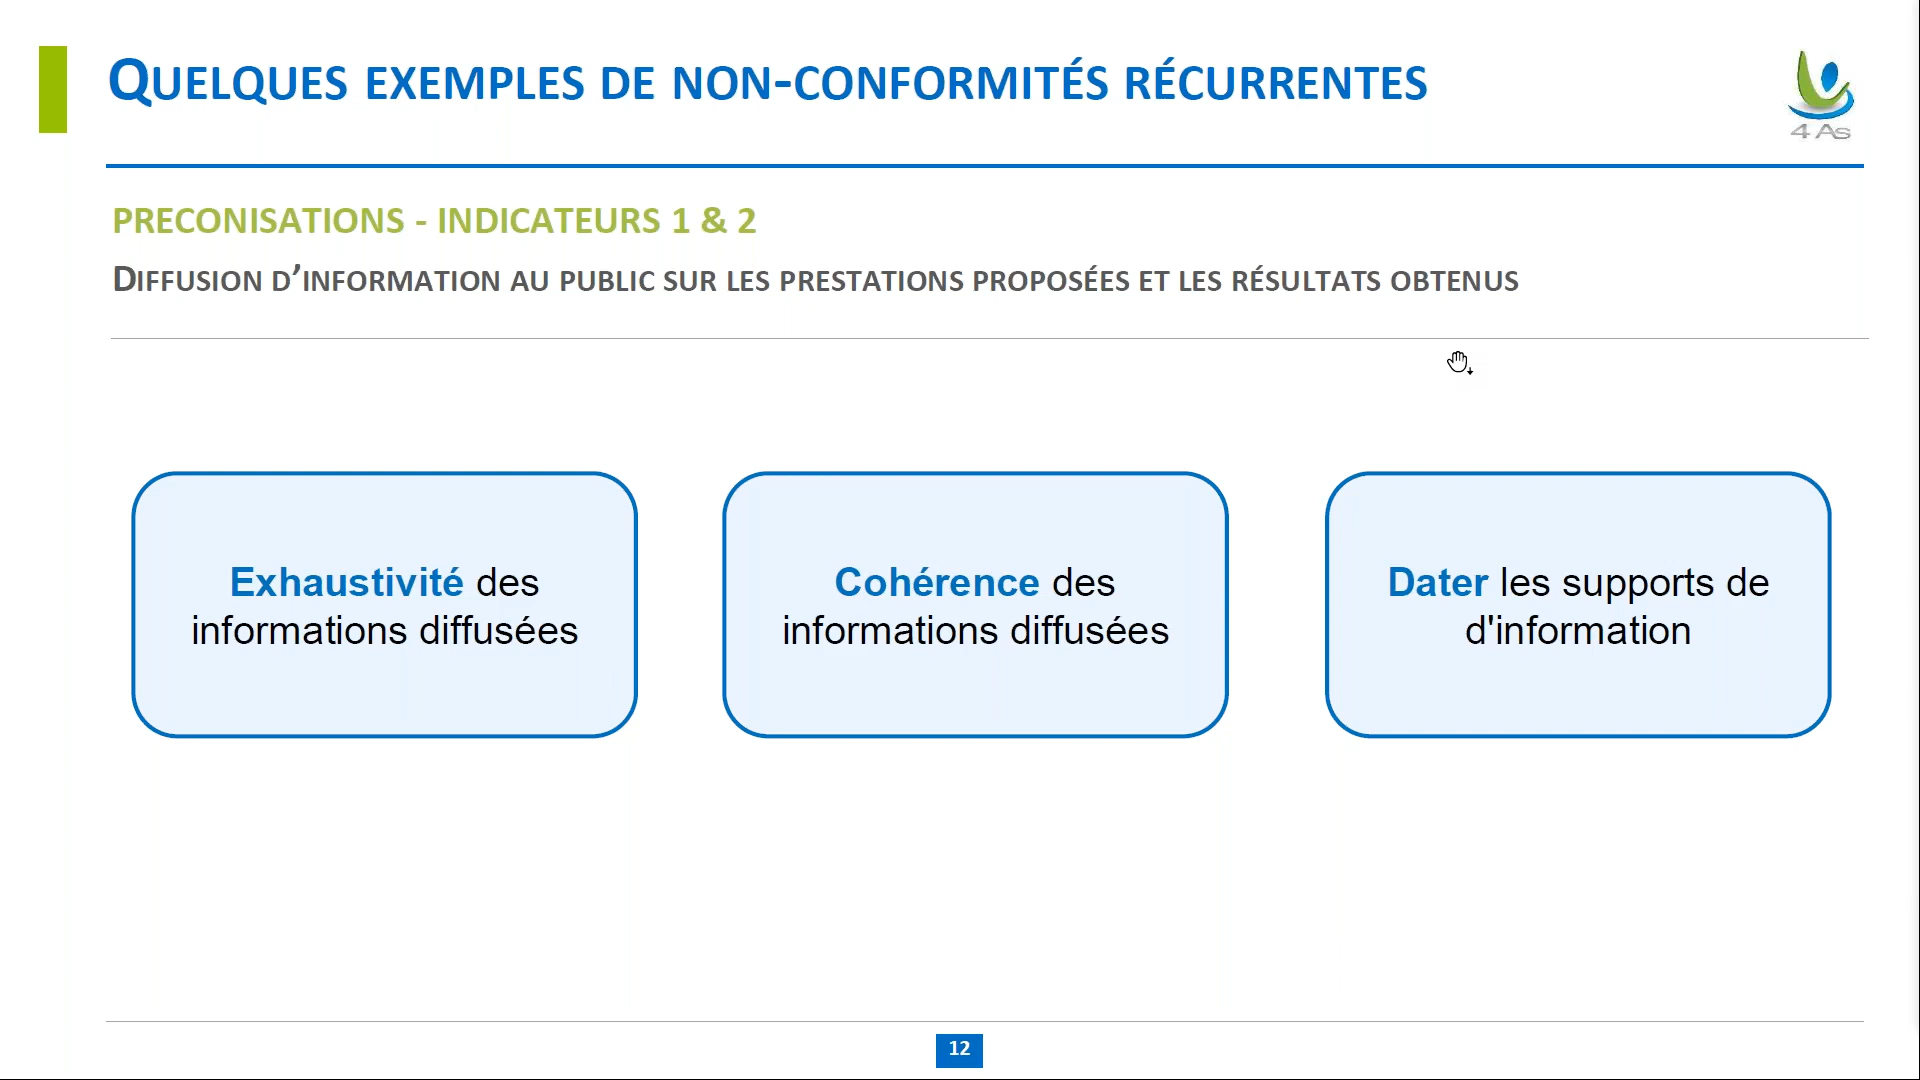 QUELQUES EXEMPLES DE NON-CONFORMITÉS RÉCURRENTES
4 As
PRECONISATIONS - INDICATEURS 1 & 2
DIFFUSION D’INFORMATION AU PUBLIC SUR LES PRESTATIONS PROPOSÉES ET LES RÉSULTATS OBTENUS
Exhaustivité des
informations diffusées
Cohérence des
informations diffusées
Dater les supports de
d'information
12